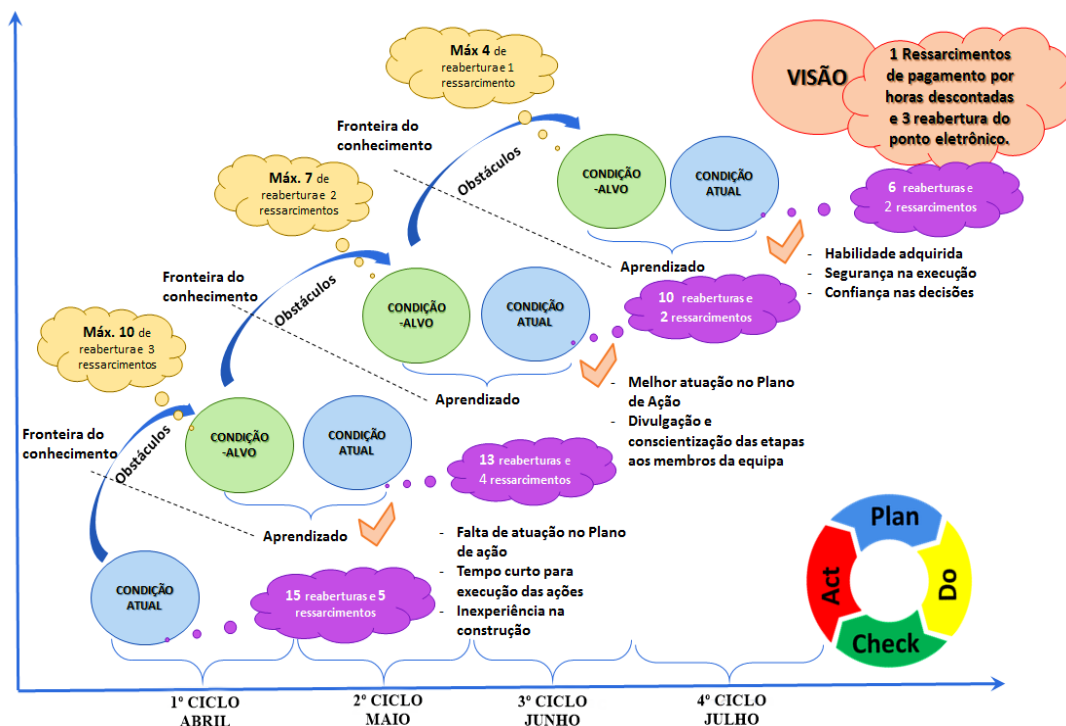 Máx 4 de
reabertura e 1
ressarcimento
VISÃO
1 Ressarcimentos
de pagamento por
horas descontadas
e 3 reabertura do
ponto eletrônico.
Fronteira do
conhecimento
Obstáculos
CONDIÇÃO
-ALVO
CONDIÇÃO
ATUAL
6 reaberturas e
2 ressarcimentos
Máx. 7 de
reabertura e 2
ressarcimentos
Aprendizado
- Habilidade adquirida
- Segurança na execução
- Confiança nas decisões
Fronteira do
conhecimento
Obstáculos
CONDIÇÃO
-ALVO
CONDIÇÃO
ATUAL
10 reaberturas e
2 ressarcimentos
Máx. 10 de
reabertura e 3
ressarcimentos
Aprendizado
- Melhor atuação no Plano
de Ação
- Divulgação e
conscientização das etapas
aos membros da equipa
Fronteira do
conhecimento
Obstáculos
CONDIÇÃO
-ALVO
CONDIÇÃO
ATUAL
13 reaberturas e
4 ressarcimentos
Aprendizado
- Falta de atuação no Plano
de ação
- Tempo curto para
execução das ações
- Inexperiência na
construção
CONDIÇÃO
ATUAL
15 reaberturas e 5
ressarcimentos
Plan
Do
Check
Act
1º CICLO
ABRIL
2º CICLO
MAIO
3º CICLO
JUNHO
4º CICLO
JULHO